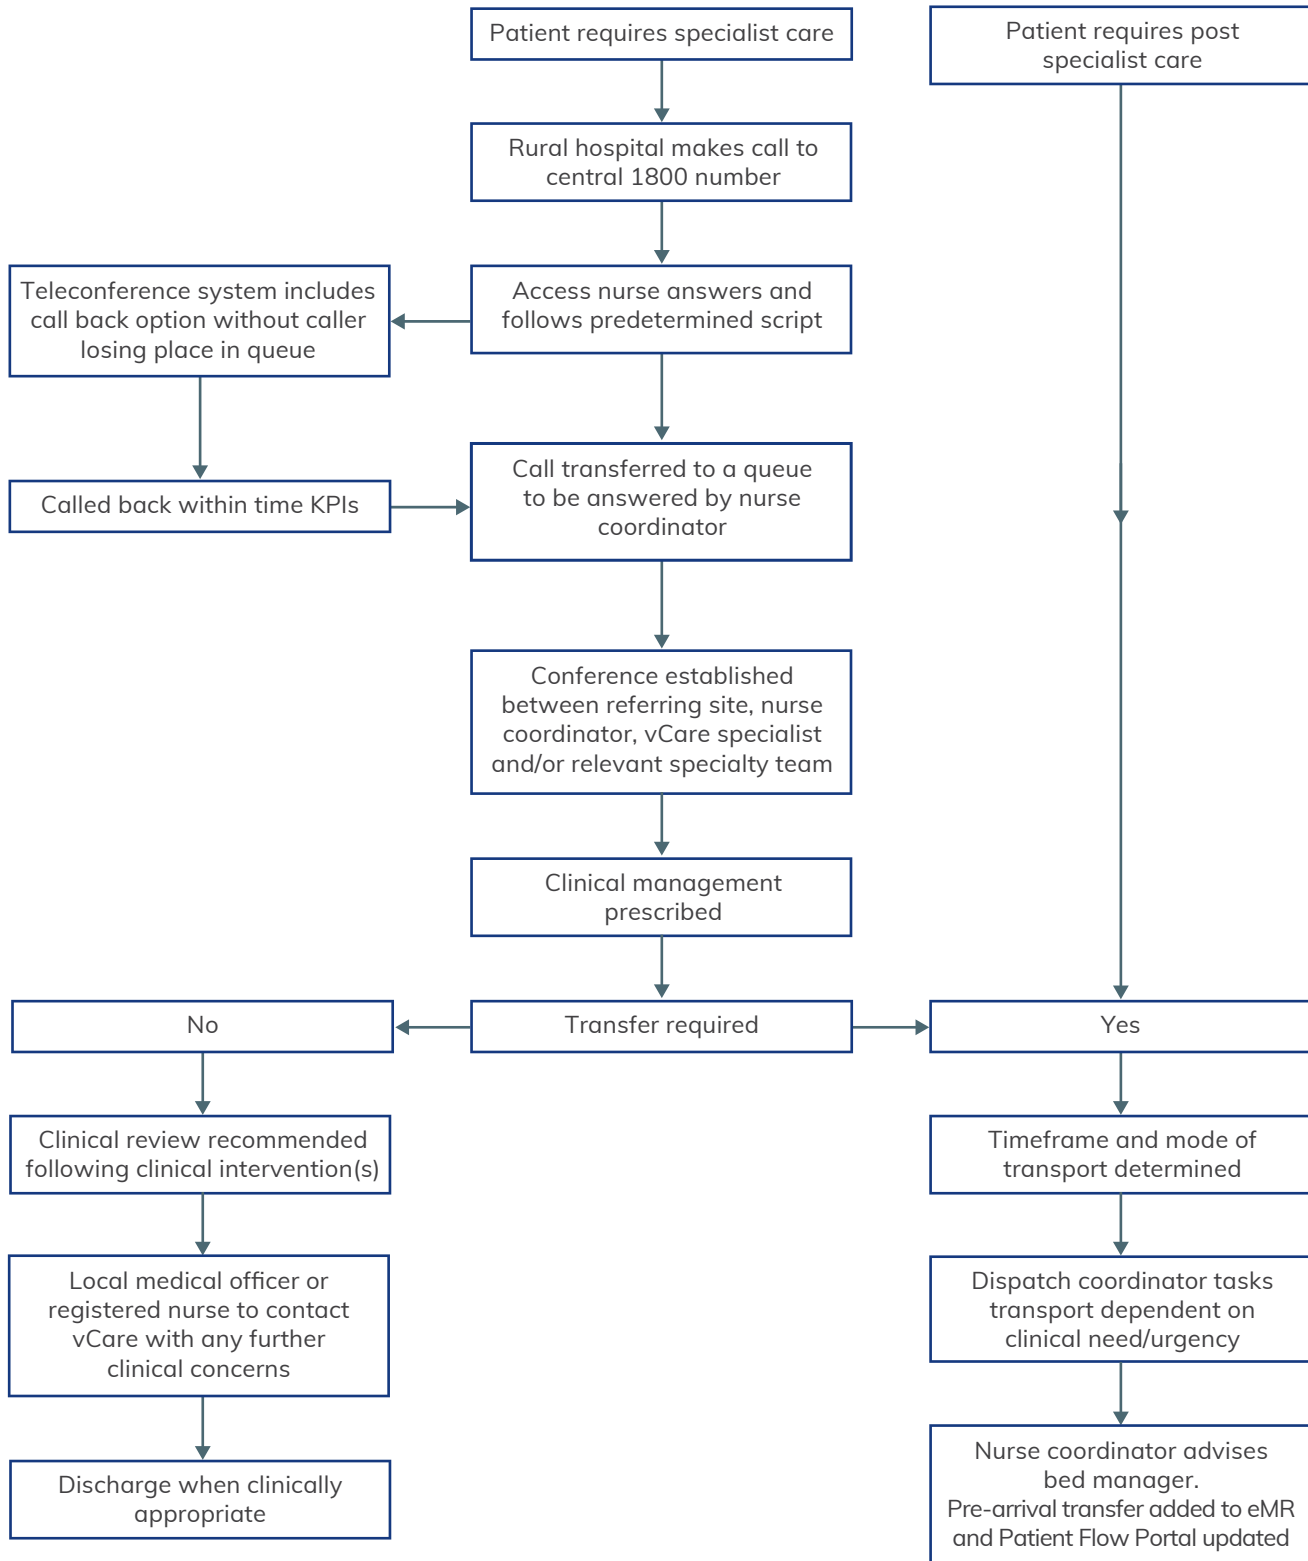 Patient requires specialist care
Patient requires post
specialist care
Rural hospital makes call to
central 1800 number
Teleconference system includes
call back option without caller
losing place in queue
Access nurse answers and
follows predetermined script
Called back within time KPIs
Call transferred to a queue
to be answered by nurse
coordinator
Conference established
between referring site, nurse
coordinator, vCare specialist
and/or relevant specialty team
Clinical management
prescribed
No
Transfer required
Yes
Clinical review recommended
following clinical intervention(s)
Timeframe and mode of
transport determined
Local medical officer or
registered nurse to contact
vCare with any further
clinical concerns
Dispatch coordinator tasks
transport dependent on
clinical need/urgency
Discharge when clinically
appropriate
Nurse coordinator advises
bed manager.
Pre-arrival transfer added to eMR
and Patient Flow Portal updated